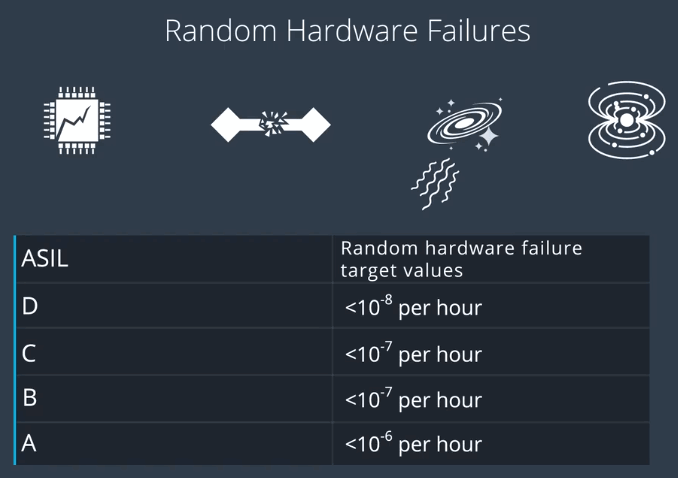 Random Hardware Failures
ASIL
Random hardware failure
target values
D
<10⁻⁸ per hour
C
<10⁻⁷ per hour
B
<10⁻⁷ per hour
A
<10⁻⁶ per hour